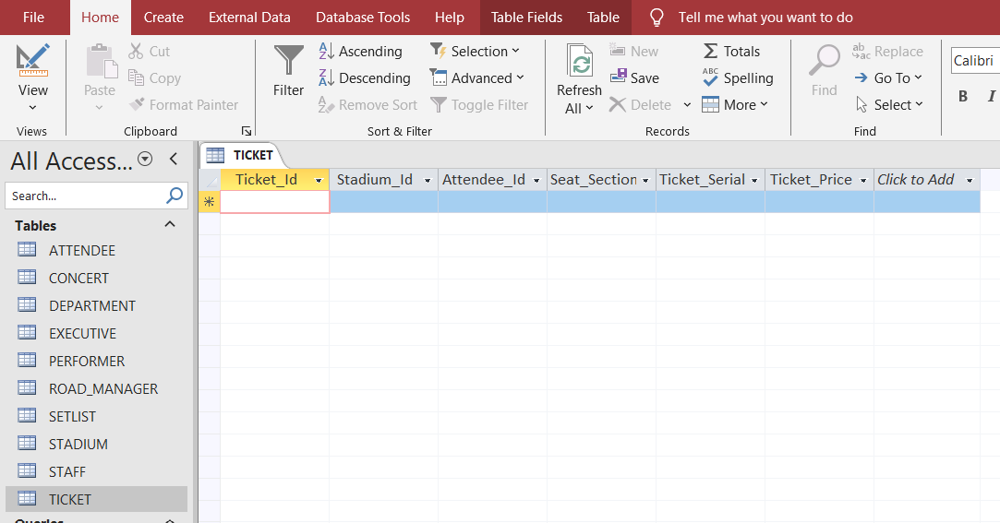 File Home Create External Data Database Tools Help Table Fields Table Tell me what you want to do
View
Views
Paste
Cut
Copy
Format Painter
Clipboard
Filter
Ascending
Descending
Remove Sort
Selection
Advanced
Toggle Filter
Sort & Filter
Refresh
All
New
Save
Delete
Totals
Spelling
More
Records
Find
Replace
Go To
Select
Find
Calibri
B I
All Access...
Search...
Tables
ATTENDEE
CONCERT
DEPARTMENT
EXECUTIVE
PERFORMER
ROAD_MANAGER
SETLIST
STADIUM
STAFF
TICKET
Queries
TICKET
Ticket_Id Stadium_Id Attendee_Id Seat_Section Ticket_Serial Ticket_Price Click to Add